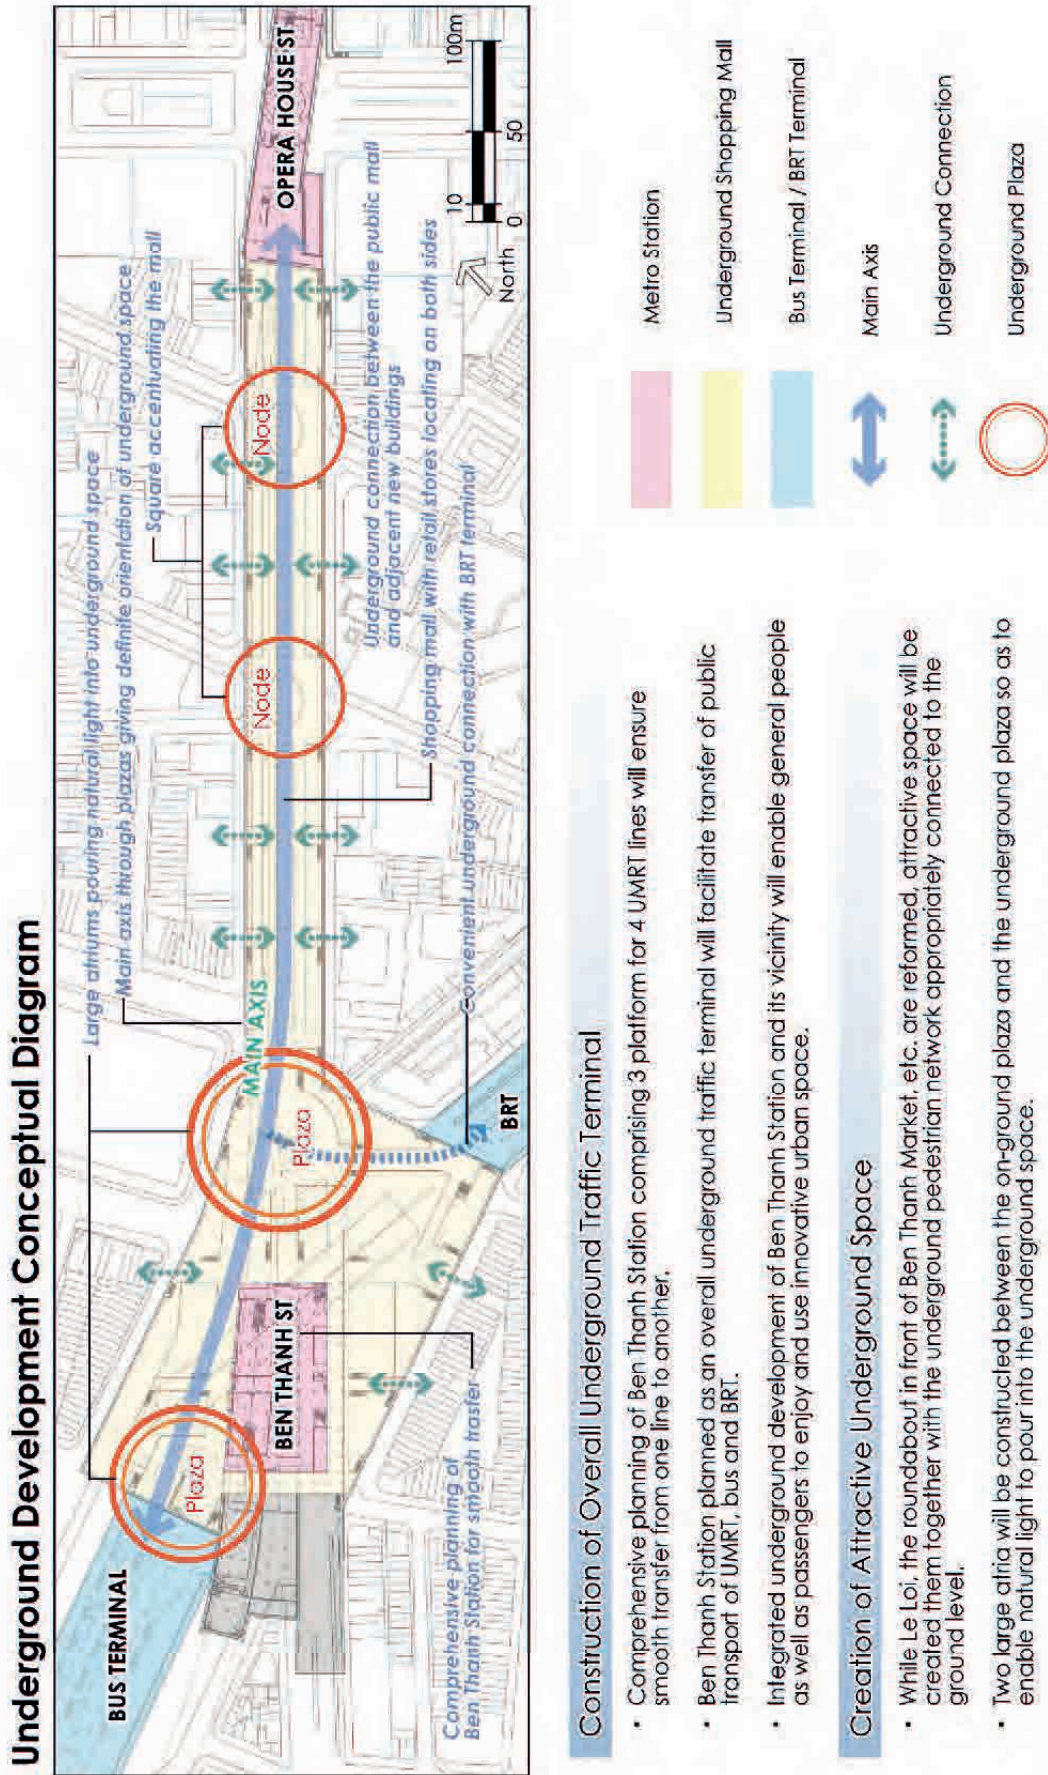 Underground Development Conceptual Diagram
Large atriums pouring natural light into underground space
Main axis through plazas giving definite orientation of underground space
Square accentuating the mall
BUS TERMINAL
Plaza
BEN THANH ST
Plaza
MAIN AXIS
Node
Node
OPERA HOUSE ST
BRT
Comprehensive planning of
Ben Thanh Station for smooth trasfer
Underground connection between the public mall
and adjacent new buildings
Shopping mall with retail stores locating on both sides
Convenient underground connection with BRT terminal
North
0 10 50 100m
Construction of Overall Underground Traffic Terminal
• Comprehensive planning of Ben Thanh Station comprising 3 platform for 4 UMRT lines will ensure
smooth transfer from one line to another.
• Ben Thanh Station planned as an overall underground traffic terminal will facilitate transfer of public
transport of UMRT, bus and BRT.
• Integrated underground development of Ben Thanh Station and its vicinity will enable general people
as well as passengers to enjoy and use innovative urban space.
Creation of Attractive Underground Space
• While Le Loi, the roundabout in front of Ben Thanh Market, etc. are reformed, attractive space will be
created them together with the underground pedestrian network appropriately connected to the
ground level.
• Two large atria will be constructed between the on-ground plaza and the underground plaza so as to
enable natural light to pour into the underground space.
Metro Station
Underground Shopping Mall
Bus Terminal / BRT Terminal
Main Axis
Underground Connection
Underground Plaza